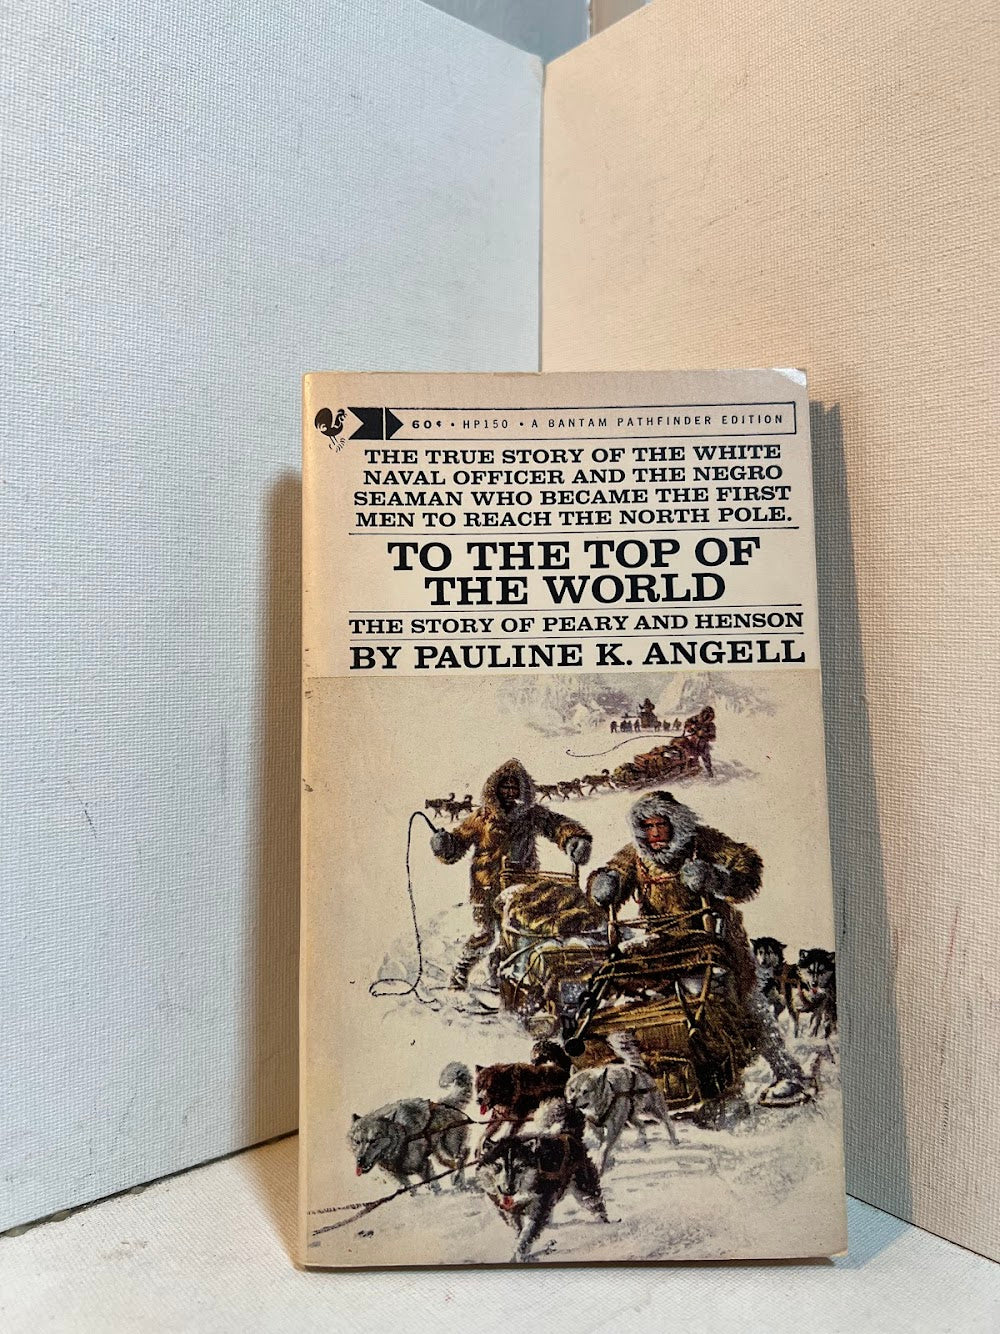 60¢ • HP150 • A BANTAM PATHFINDER EDITION
THE TRUE STORY OF THE WHITE
NAVAL OFFICER AND THE NEGRO
SEAMAN WHO BECAME THE FIRST
MEN TO REACH THE NORTH POLE.
TO THE TOP OF
THE WORLD
THE STORY OF PEARY AND HENSON
BY PAULINE K. ANGELL